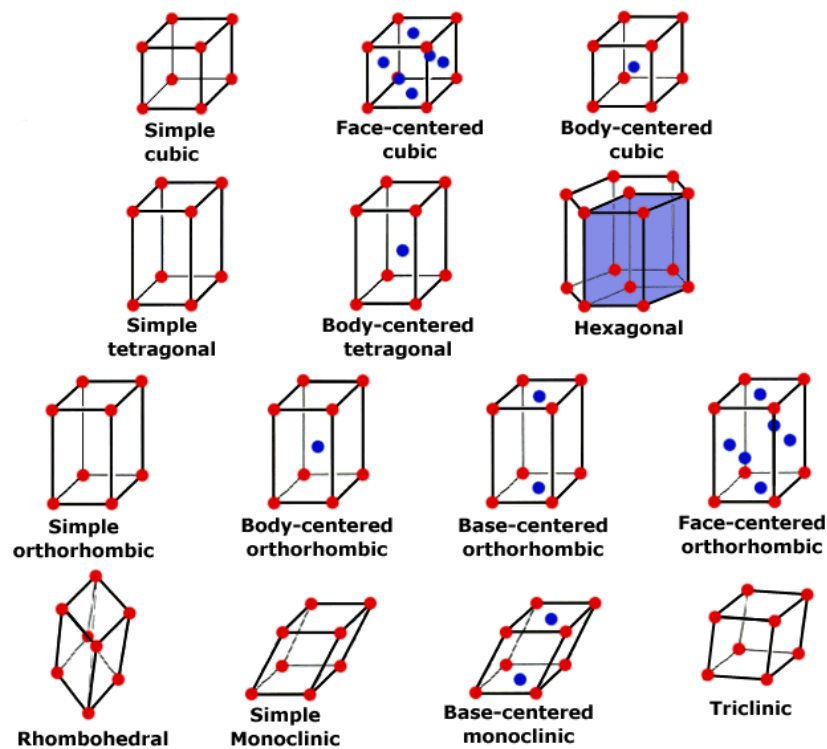 Simple
cubic
Face-centered
cubic
Body-centered
cubic
Simple
tetragonal
Body-centered
tetragonal
Hexagonal
Simple
orthorhombic
Body-centered
orthorhombic
Base-centered
orthorhombic
Face-centered
orthorhombic
Rhombohedral
Simple
Monoclinic
Base-centered
monoclinic
Triclinic